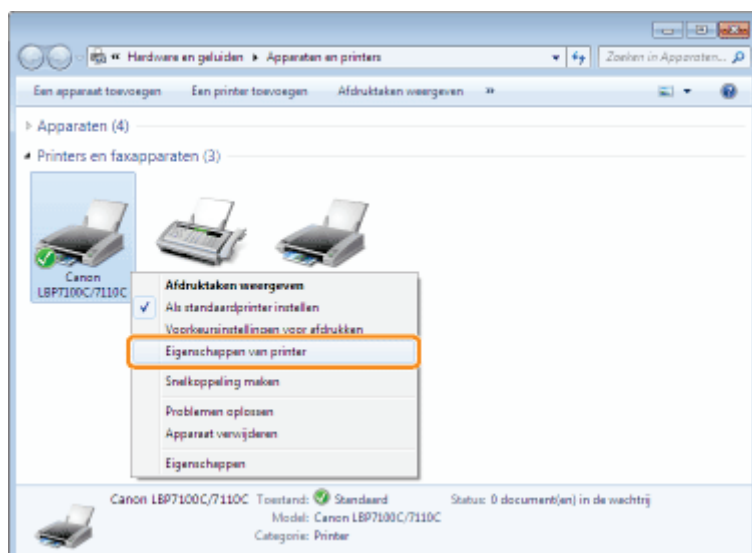 « Hardware en geluiden ▸ Apparaten en printers
Zoeken in Apparaten...
Een apparaat toevoegen Een printer toevoegen Afdruktaken weergeven »
Apparaten (4)
Printers en faxapparaten (3)
Canon
LBP7100C/7110C
Afdruktaken weergeven
Als standaardprinter instellen
Voorkeursinstellingen voor afdrukken
Eigenschappen van printer
Snelkoppeling maken
Problemen oplossen
Apparaat verwijderen
Eigenschappen
Canon LBP7100C/7110C Toestand: Standaard Status: 0 document(en) in de wachtrij
Model: Canon LBP7100C/7110C
Categorie: Printer